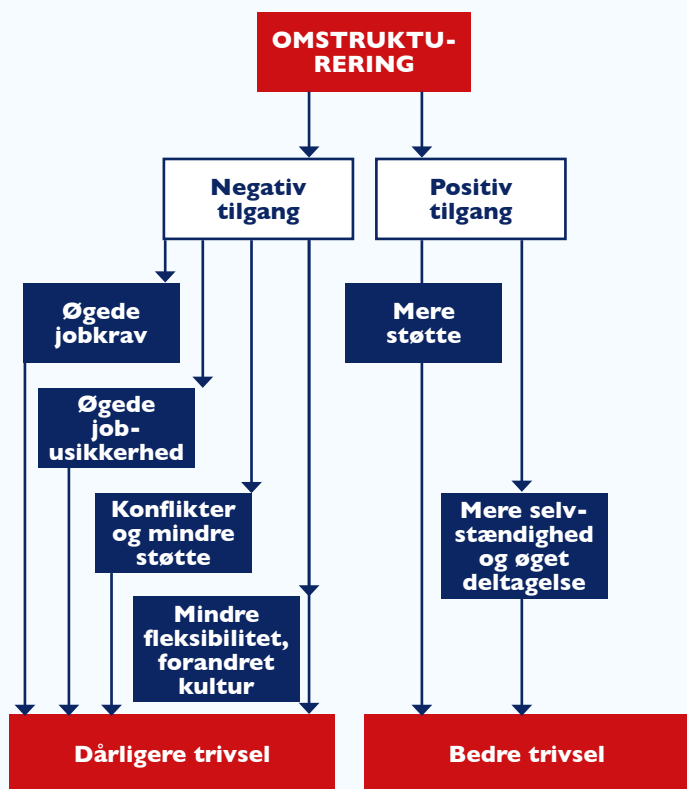 OMSTRUKTU-
RERING
Negativ
tilgang
Positiv
tilgang
Øgede
jobkrav
Mere
støtte
Øgede
job-
usikkerhed
Konflikter
og mindre
støtte
Mere selv-
stændighed
og øget
deltagelse
Mindre
fleksibilitet,
forandret
kultur
Dårligere trivsel
Bedre trivsel